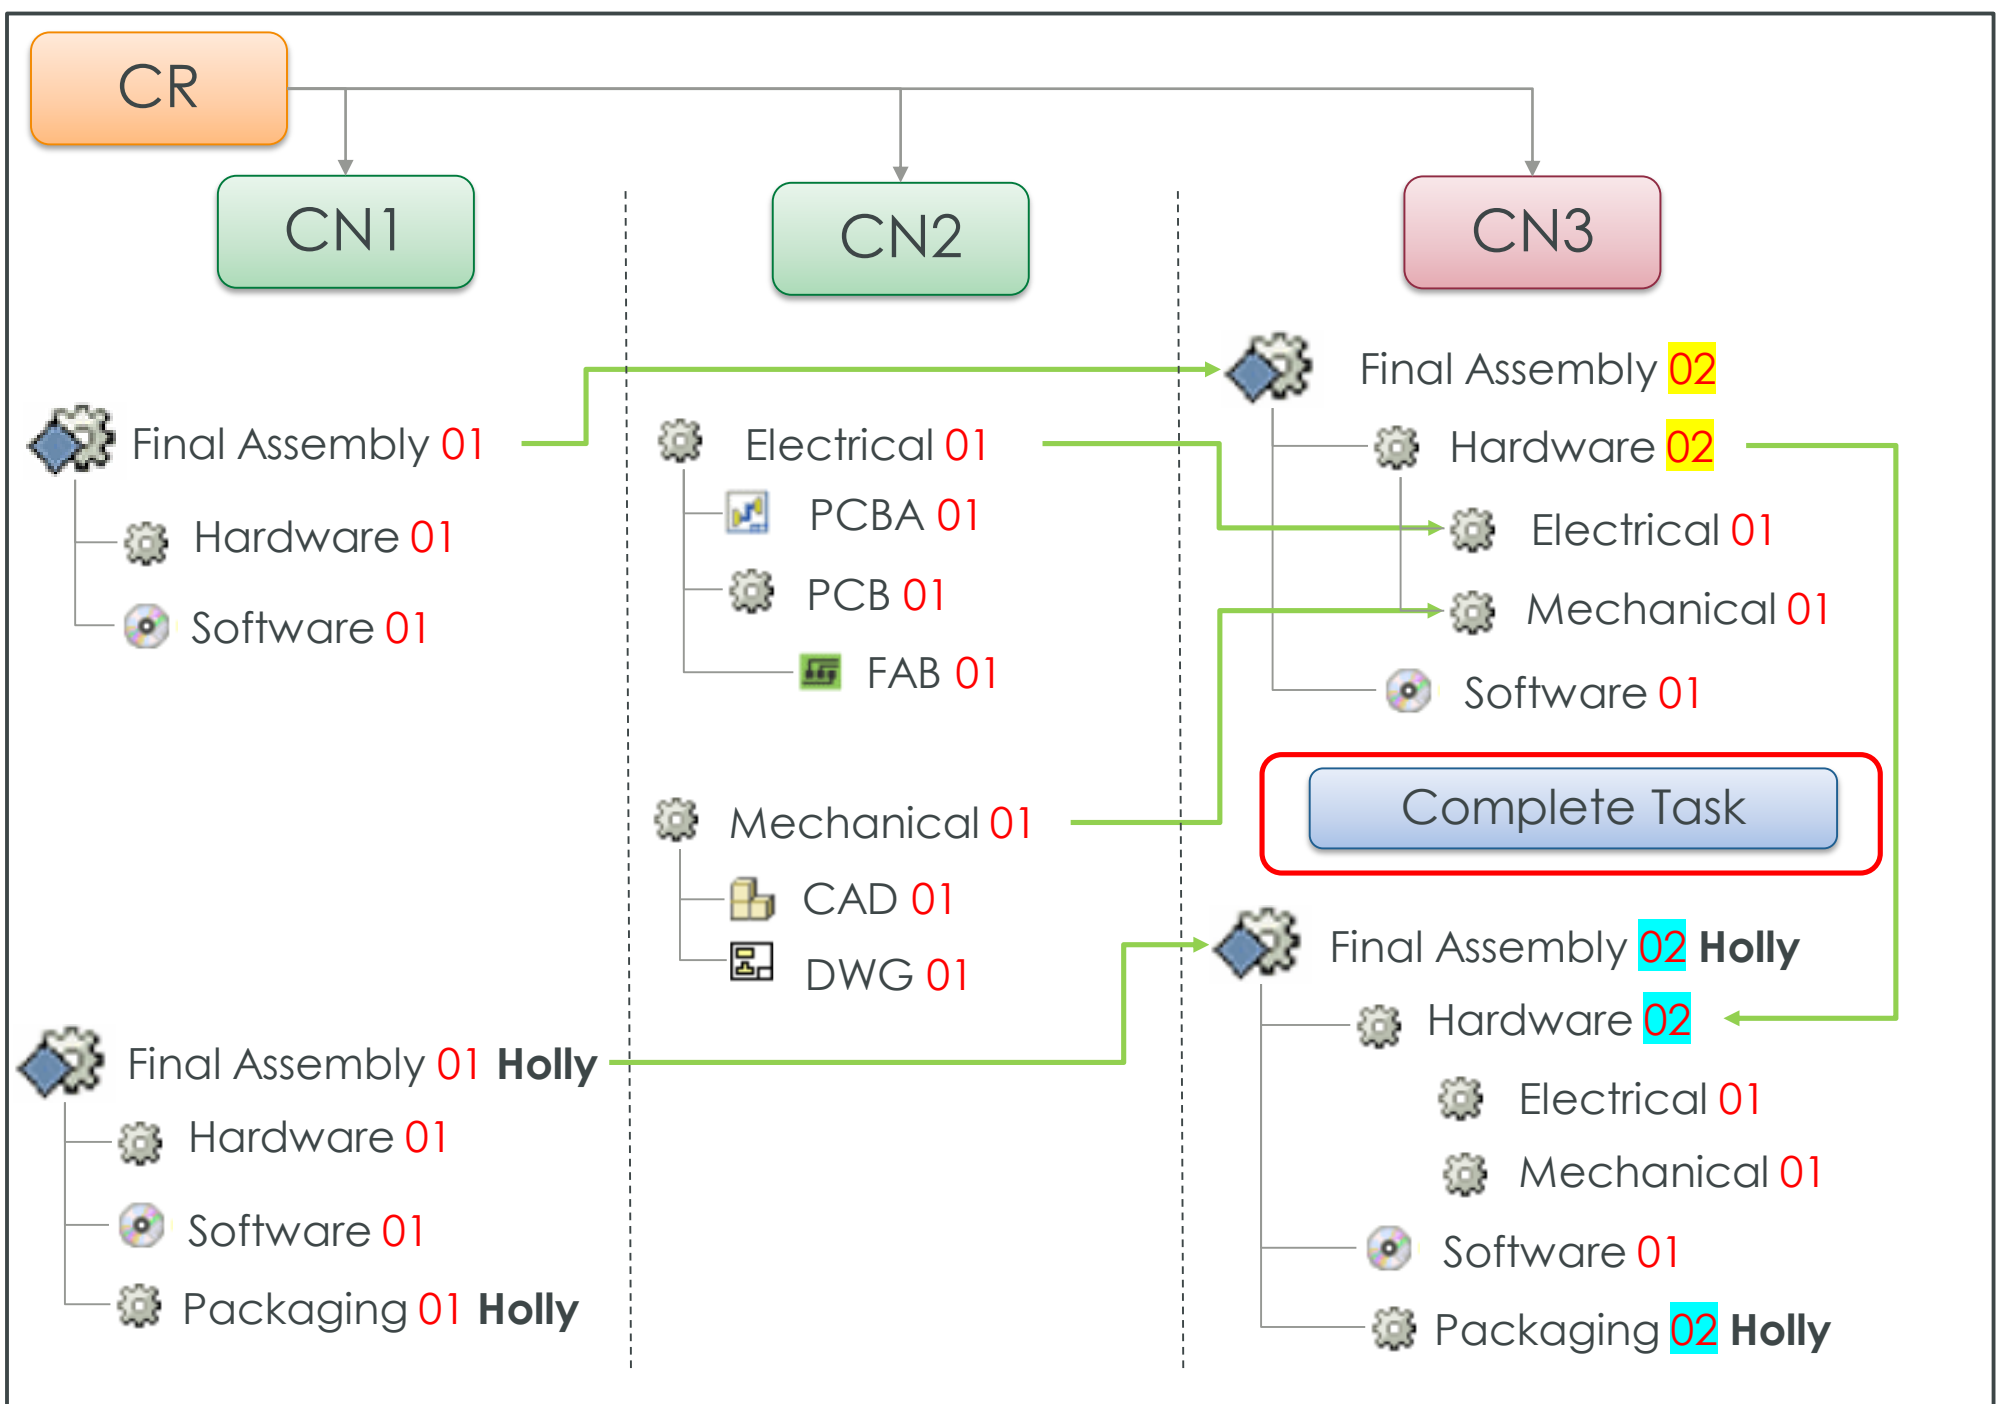 CR
CN1
CN2
CN3
Final Assembly 01
Hardware 01
Software 01
Final Assembly 01 Holly
Hardware 01
Software 01
Packaging 01 Holly
Electrical 01
PCBA 01
PCB 01
FAB 01
Mechanical 01
CAD 01
DWG 01
Final Assembly 02
Hardware 02
Electrical 01
Mechanical 01
Software 01
Complete Task
Final Assembly 02 Holly
Hardware 02
Electrical 01
Mechanical 01
Software 01
Packaging 02 Holly